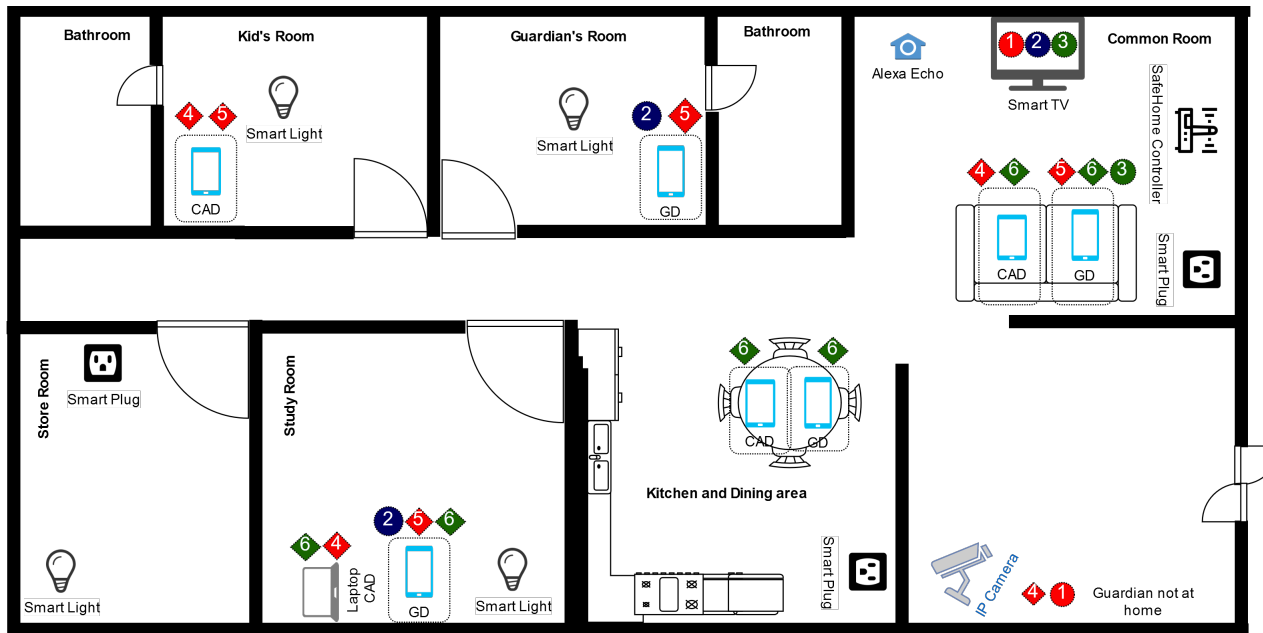 Bathroom
Kid's Room
Guardian's Room
Bathroom
Common Room
1 2 3
Alexa Echo
Smart TV
SafeHome Controller
4 5
Smart Light
CAD
2 5
Smart Light
GD
4 6
5 6 3
CAD
GD
Smart Plug
Store Room
Smart Plug
Smart Light
Study Room
6 4
Laptop
CAD
2 5 6
GD
Smart Light
6
6
CAD
GD
Kitchen and Dining area
Smart Plug
IP Camera
4 1
Guardian not at
home